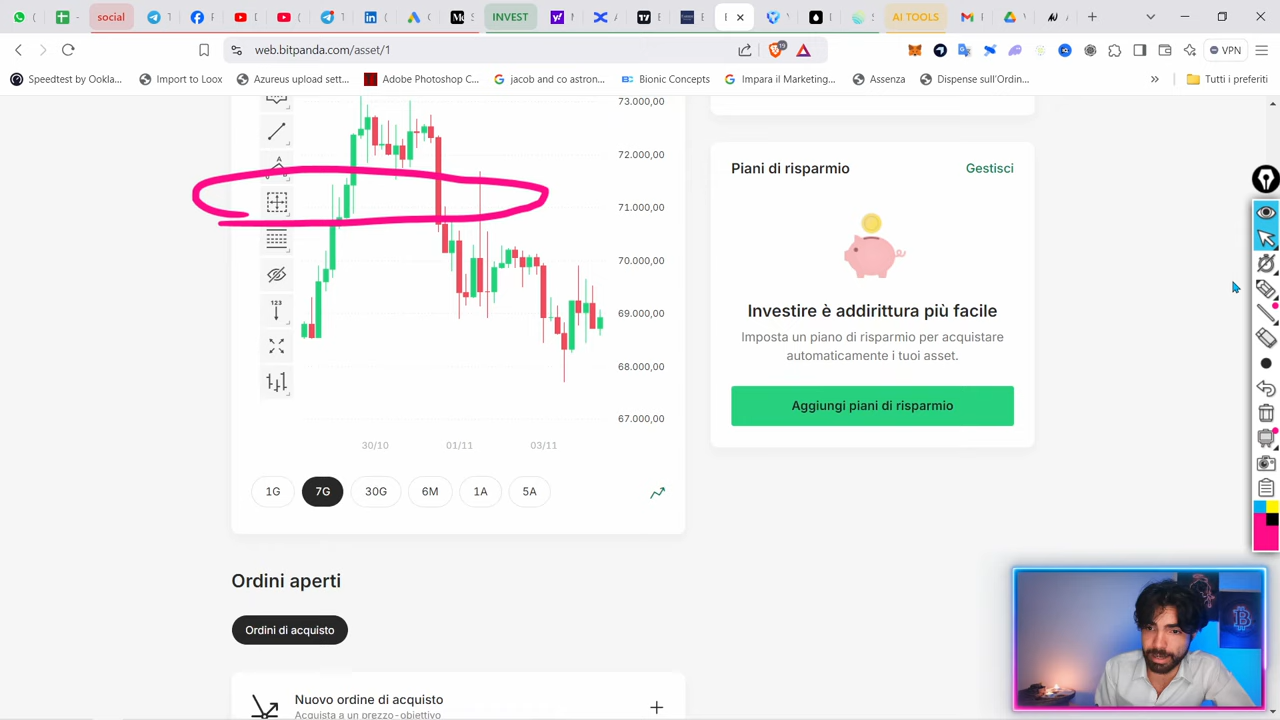 INVEST
AI TOOLS
social
web.bitpanda.com/asset/1
VPN
Speedtest by Ookla...
Import to Loox
Azureus upload sett...
Adobe Photoshop C...
jacob and co astron...
Bionic Concepts
Impara il Marketing...
Assenza
Dispense sull'Ordin...
Tutti i preferiti
73.000,00
72.000,00
71.000,00
70.000,00
69.000,00
68.000,00
67.000,00
123
30/10
01/11
03/11
1G
7G
30G
6M
1A
5A
Piani di risparmio
Gestisci
Investire è addirittura più facile
Imposta un piano di risparmio per acquistare
automaticamente i tuoi asset.
Aggiungi piani di risparmio
Ordini aperti
Ordini di acquisto
Nuovo ordine di acquisto
Acquista a un prezzo-obiettivo